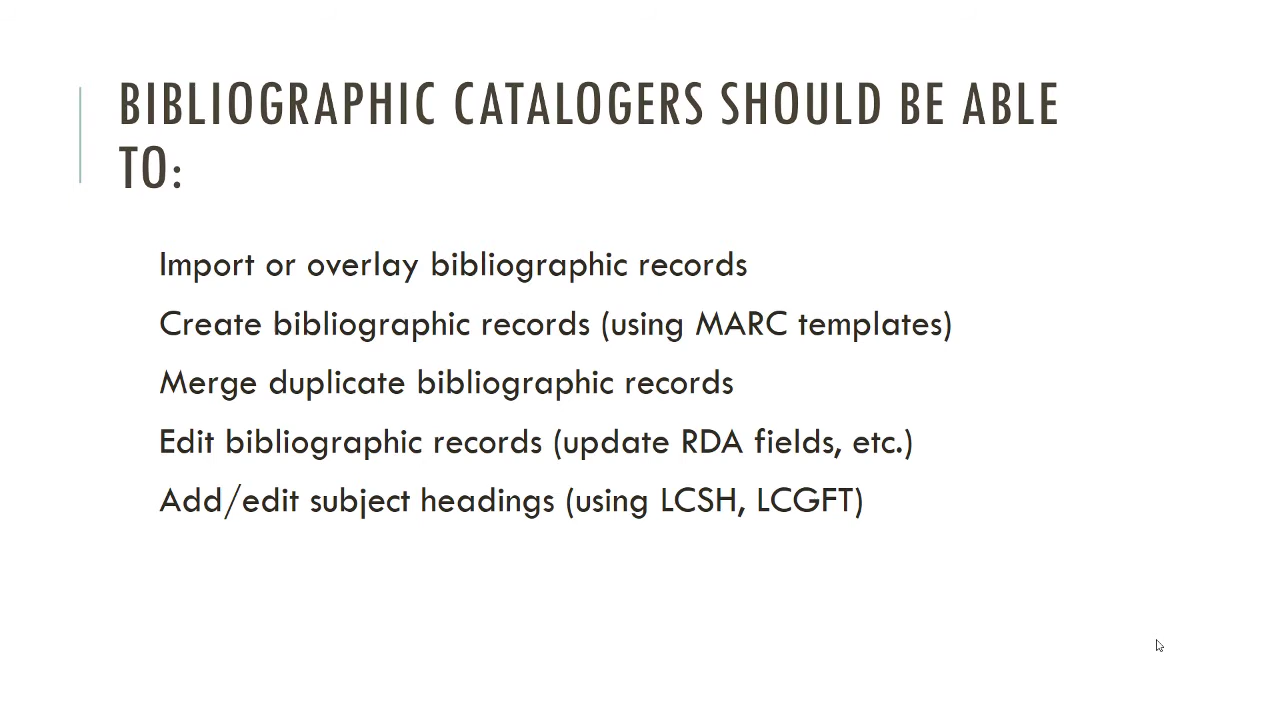 BIBLIOGRAPHIC CATALOGERS SHOULD BE ABLE
TO:
Import or overlay bibliographic records
Create bibliographic records (using MARC templates)
Merge duplicate bibliographic records
Edit bibliographic records (update RDA fields, etc.)
Add/edit subject headings (using LCSH, LCGFT)